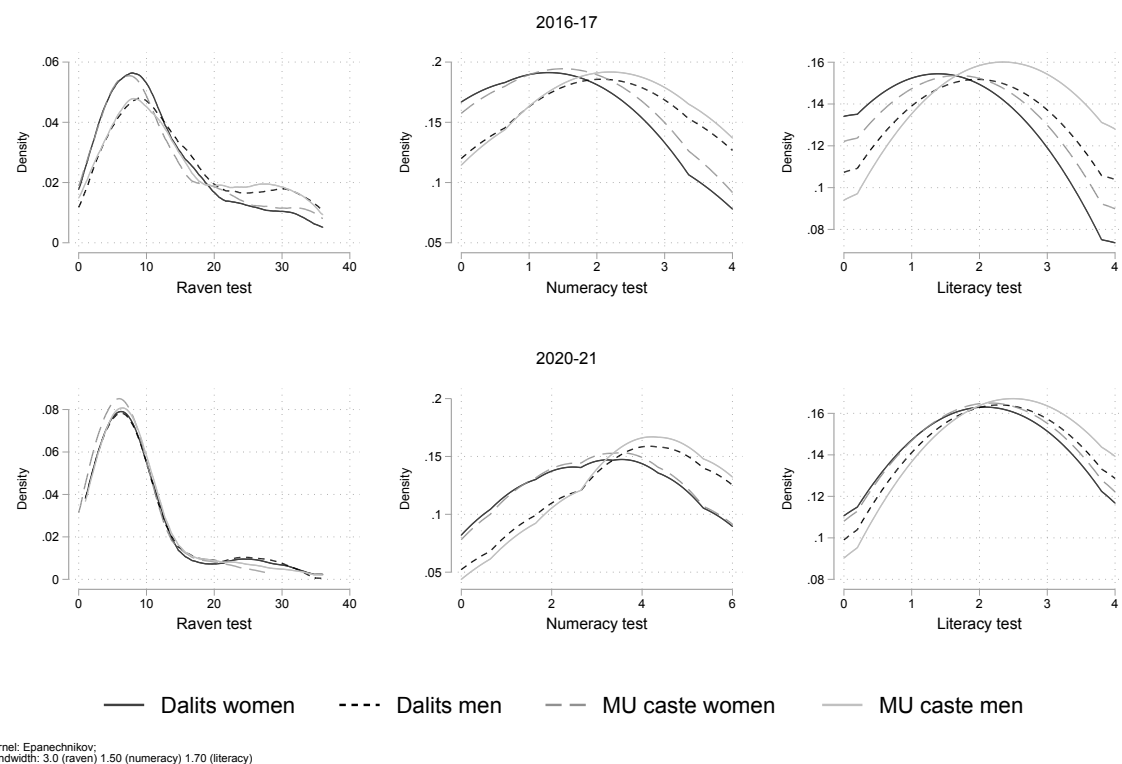 2016-17
Density
0
.02
.04
.06
0 10 20 30 40
Raven test
Density
.05
.1
.15
.2
0 1 2 3 4
Numeracy test
Density
.08
.1
.12
.14
.16
0 1 2 3 4
Literacy test
2020-21
Density
0
.02
.04
.06
.08
0 10 20 30 40
Raven test
Density
.05
.1
.15
.2
0 2 4 6
Numeracy test
Density
.08
.1
.12
.14
.16
0 1 2 3 4
Literacy test
Dalits women Dalits men MU caste women MU caste men
rnel: Epanechnikov;
ndwidth: 3.0 (raven) 1.50 (numeracy) 1.70 (literacy)